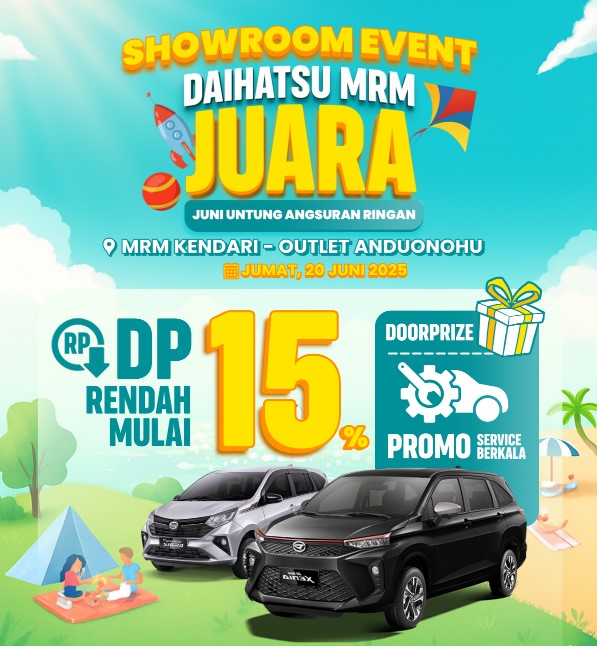 SHOWROOM EVENT
DAIHATSU MRM
JUARA
JUNI UNTUNG ANGSURAN RINGAN
MRM KENDARI - OUTLET ANDUONOHU
JUMAT, 20 JUNI 2025
RP DP
RENDAH
MULAI
15%
DOORPRIZE
PROMO SERVICE
BERKALA
XENIA